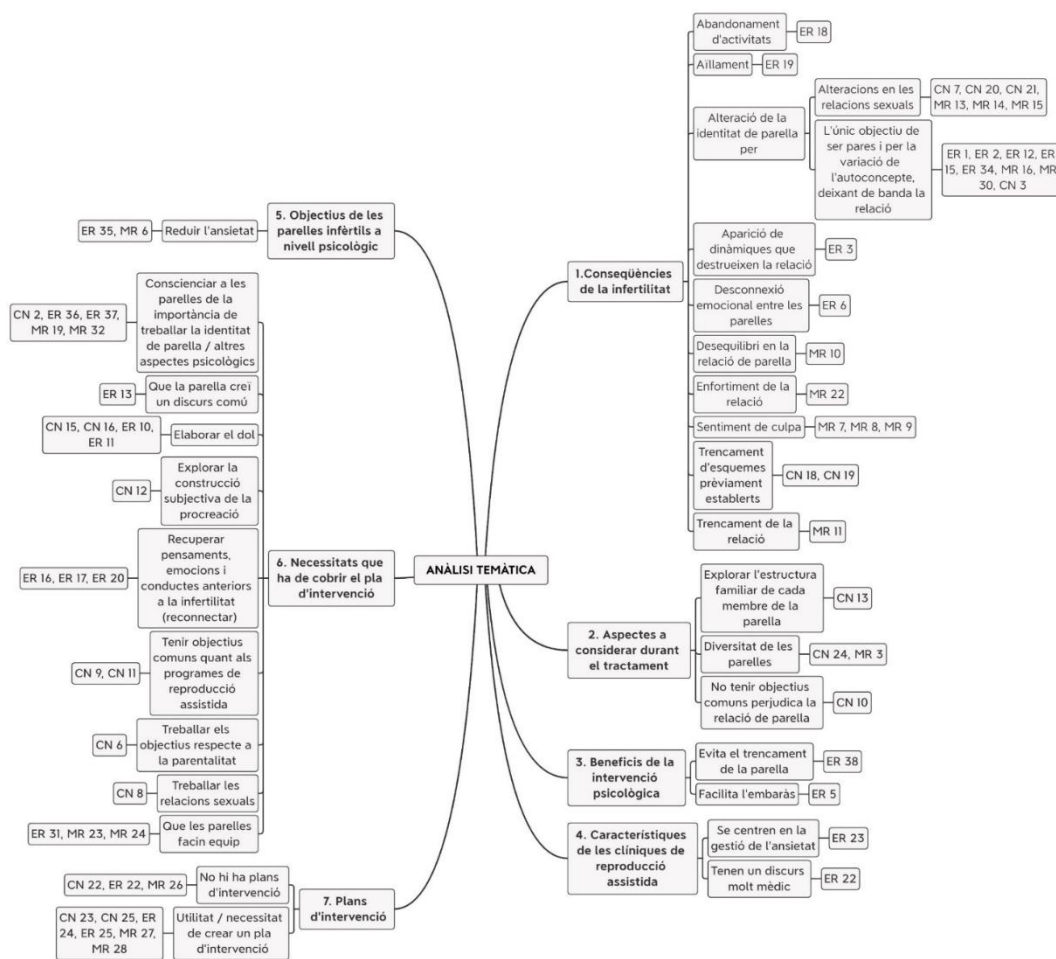 ANÀLISI TEMÀTICA
1.Conseqüències
de la infertilitat
Abandonament
d'activitats
ER 18
Aïllament
ER 19
Alteració de la
identitat de parella
per
Alteracions en les
relacions sexuals
CN 7, CN 20, CN 21,
MR 13, MR 14, MR 15
L'únic objectiu de
ser pares i per la
variació de
l'autoconcepte,
deixant de banda la
relació
ER 1, ER 2, ER 12, ER
15, ER 34, MR 16, MR
30, CN 3
Aparició de
dinàmiques que
destrueixen la relació
ER 3
Desconnexió
emocional entre les
parelles
ER 6
Desequilibri en la
relació de parella
MR 10
Enfortiment de la
relació
MR 22
Sentiment de culpa
MR 7, MR 8, MR 9
Trencament
d'esquemes
prèviament
establerts
CN 18, CN 19
Trencament de la
relació
MR 11
2. Aspectes a
considerar durant
el tractament
Explorar l'estructura
familiar de cada
membre de la
parella
CN 13
Diversitat de les
parelles
CN 24, MR 3
No tenir objectius
comuns perjudica la
relació de parella
CN 10
3. Beneficis de la
intervenció
psicològica
Evita el trencament
de la parella
ER 38
Facilita l'embaràs
ER 5
4. Característiques
de les clíniques de
reproducció
assistida
Se centren en la
gestió de l'ansietat
ER 23
Tenen un discurs
molt mèdic
ER 22
5. Objectius de les
parelles infèrtils a
nivell psicològic
Reduir l'ansietat
ER 35, MR 6
6. Necessitats que
ha de cobrir el pla
d'intervenció
Conscienciar a les
parelles de la
importància de
treballar la identitat
de parella / altres
aspectes psicològics
CN 2, ER 36, ER 37,
MR 19, MR 32
Que la parella creï
un discurs comú
ER 13
Elaborar el dol
CN 15, CN 16, ER 10,
ER 11
Explorar la
construcció
subjectiva de la
procreació
CN 12
Recuperar
pensaments,
emocions i
conductes anteriors
a la infertilitat
(reconnectar)
ER 16, ER 17, ER 20
Tenir objectius
comuns quant als
programes de
reproducció
assistida
CN 9, CN 11
Treballar els
objectius respecte a
la parentalitat
CN 6
Treballar les
relacions sexuals
CN 8
Que les parelles
facin equip
ER 31, MR 23, MR 24
7. Plans
d'intervenció
No hi ha plans
d'intervenció
CN 22, ER 22, MR 26
Utilitat / necessitat
de crear un pla
d'intervenció
CN 23, CN 25, ER
24, ER 25, MR 27,
MR 28